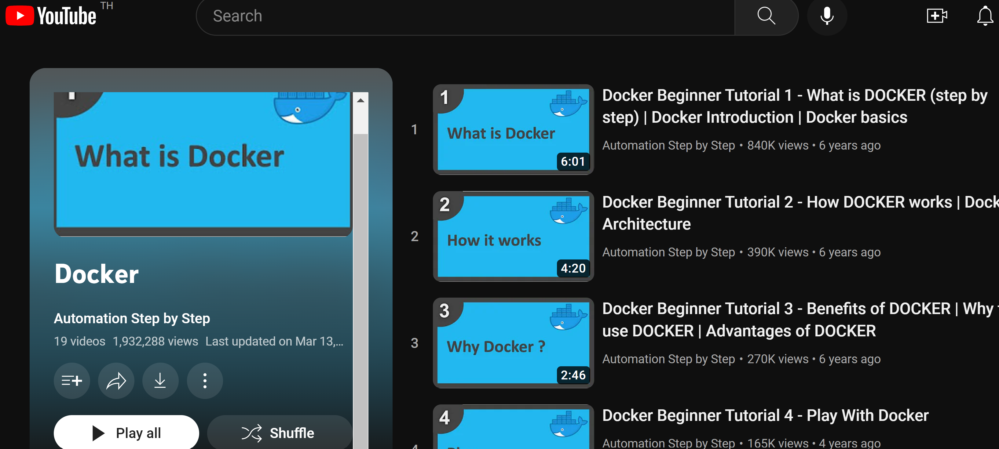 YouTube TH
Search
What is Docker
Docker
Automation Step by Step
19 videos 1,932,288 views Last updated on Mar 13,...
Play all
Shuffle
1
1
What is Docker
6:01
Docker Beginner Tutorial 1 - What is DOCKER (step by
step) | Docker Introduction | Docker basics
Automation Step by Step • 840K views • 6 years ago
2
2
How it works
4:20
Docker Beginner Tutorial 2 - How DOCKER works | Dock
Architecture
Automation Step by Step • 390K views • 6 years ago
3
3
Why Docker ?
2:46
Docker Beginner Tutorial 3 - Benefits of DOCKER | Why
use DOCKER | Advantages of DOCKER
Automation Step by Step • 270K views • 6 years ago
4
4
Docker Beginner Tutorial 4 - Play With Docker
Automation Step by Step • 165K views • 4 years ago